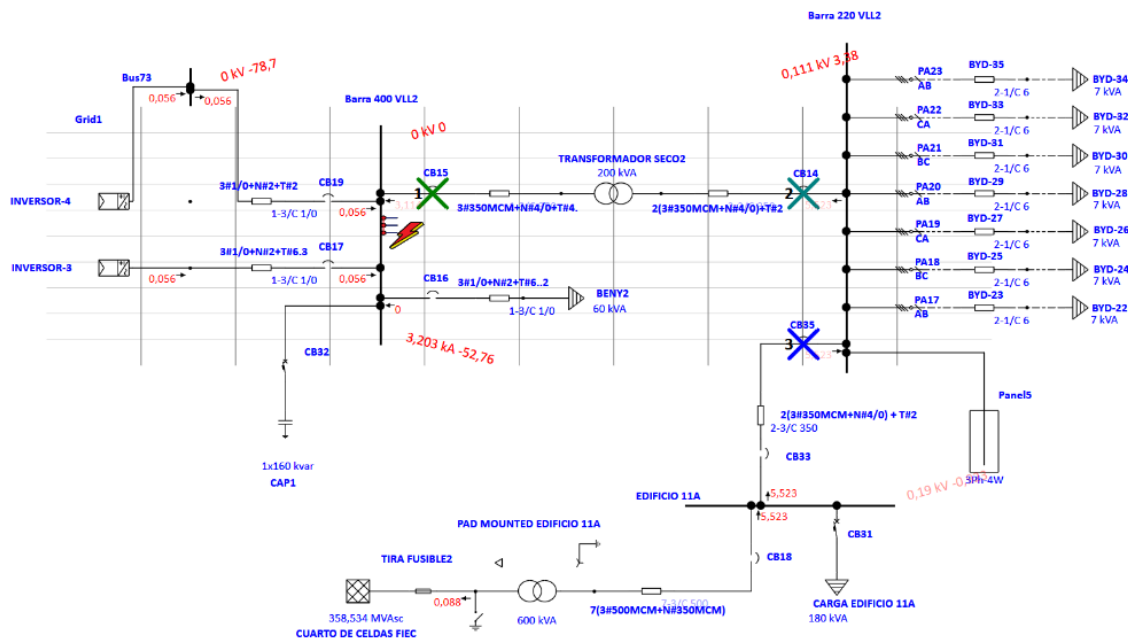 Barra 220 VLL2
0 kV -78,7
Bus73
0,056
0,056
Grid1
Barra 400 VLL2
0 kV 0
0,111 kV 3,38
PA23
AB
BYD-35
2-1/C 6
BYD-34
7 kVA
PA22
CA
BYD-33
2-1/C 6
BYD-32
7 kVA
PA21
BC
BYD-31
2-1/C 6
BYD-30
7 kVA
PA20
AB
BYD-29
2-1/C 6
BYD-28
7 kVA
PA19
CA
BYD-27
2-1/C 6
BYD-26
7 kVA
PA18
BC
BYD-25
2-1/C 6
BYD-24
7 kVA
PA17
AB
BYD-23
2-1/C 6
BYD-22
7 kVA
TRANSFORMADOR SECO2
200 kVA
CB15
1
CB14
2
3#350MCM+N#4/0+T#4.
2(3#350MCM+N#4/0)+T#2
INVERSOR-4
3#1/0+N#2+T#2
CB19
1-3/C 1/0
0,056
INVERSOR-3
0,056
3#1/0+N#2+T#6.3
CB17
1-3/C 1/0
0,056
CB16
3#1/0+N#2+T#6..2
1-3/C 1/0
BENY2
60 kVA
0
3,203 kA -52,76
CB32
1x160 kvar
CAP1
CB35
3
2(3#350MCM+N#4/0) + T#2
2-3/C 350
CB33
Panel5
3Ph-4W
EDIFICIO 11A
5,523
5,523
CB31
CB18
CARGA EDIFICIO 11A
180 kVA
PAD MOUNTED EDIFICIO 11A
TIRA FUSIBLE2
0,088
600 kVA
7-3/C 500
7(3#500MCM+N#350MCM)
358,534 MVAsc
CUARTO DE CELDAS FIEC